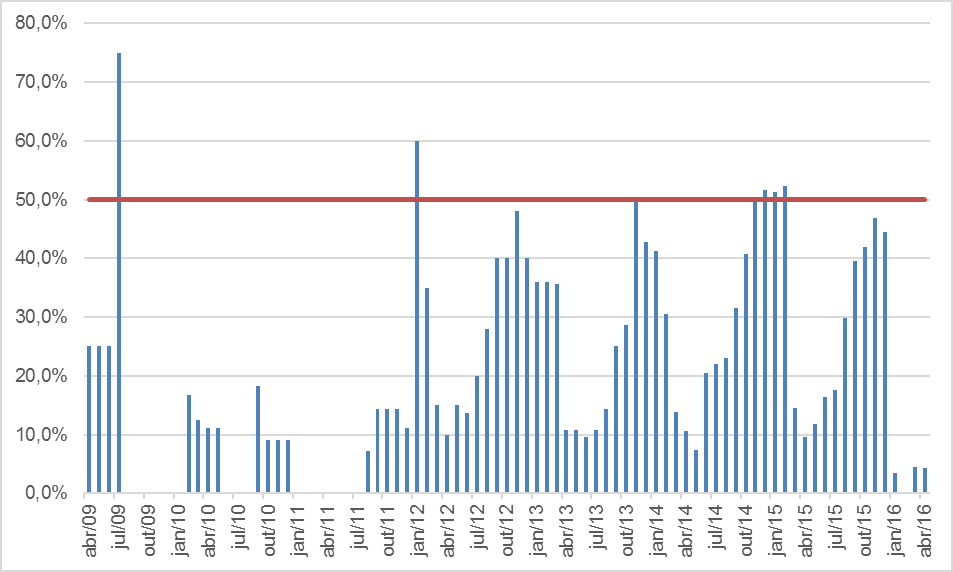 80,0%
70,0%
60,0%
50,0%
40,0%
30,0%
20,0%
10,0%
0,0%
abr/09
jul/09
out/09
jan/10
abr/10
jul/10
out/10
jan/11
abr/11
jul/11
out/11
jan/12
abr/12
jul/12
out/12
jan/13
abr/13
jul/13
out/13
jan/14
abr/14
jul/14
out/14
jan/15
abr/15
jul/15
out/15
jan/16
abr/16